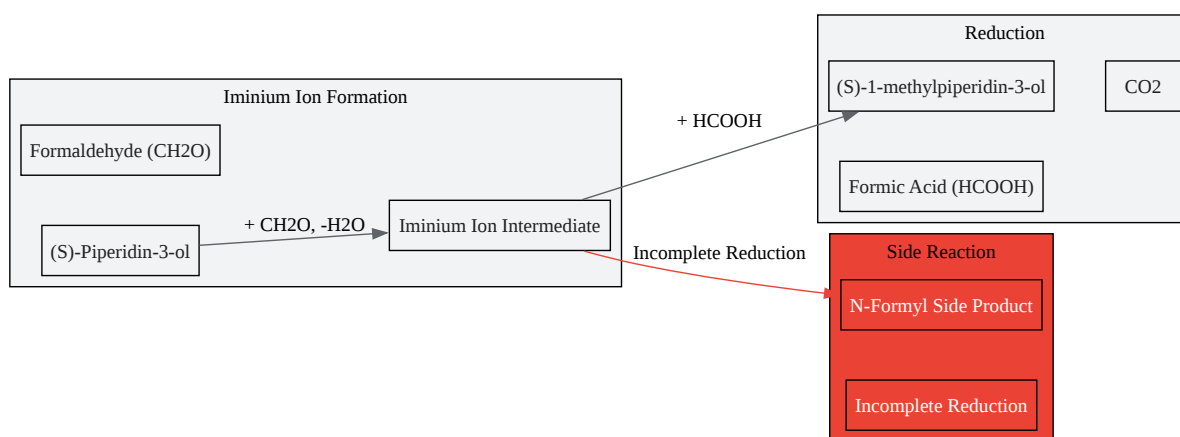 Reduction
(S)-1-methylpiperidin-3-ol
CO2
Iminium Ion Formation
+ HCOOH
Formaldehyde (CH2O)
Formic Acid (HCOOH)
+ CH2O, -H2O
Iminium Ion Intermediate
(S)-Piperidin-3-ol
Incomplete Reduction
Side Reaction
N-Formyl Side Product
Incomplete Reduction